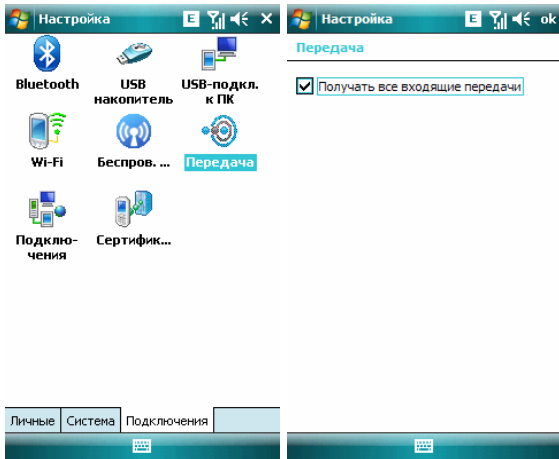 Настройка
E
Bluetooth
USB накопитель
USB-подкл. к ПК
Wi-Fi
Беспров. ...
Передача
Подклю-
чения
Сертифик...
Личные
Система
Подключения
Настройка
E
ok
Передача
Получать все входящие передачи